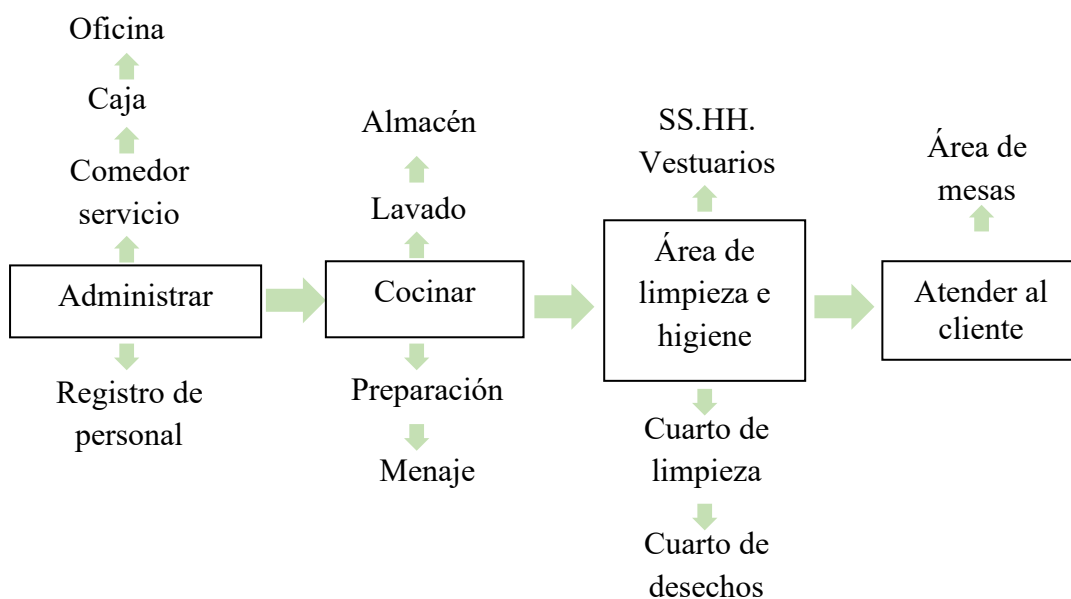 Oficina
Caja
Comedor
servicio
Administrar
Registro de
personal
Almacén
Lavado
Cocinar
Preparación
Menaje
SS.HH.
Vestuarios
Área de
limpieza e
higiene
Cuarto de
limpieza
Cuarto de
desechos
Área de
mesas
Atender al
cliente